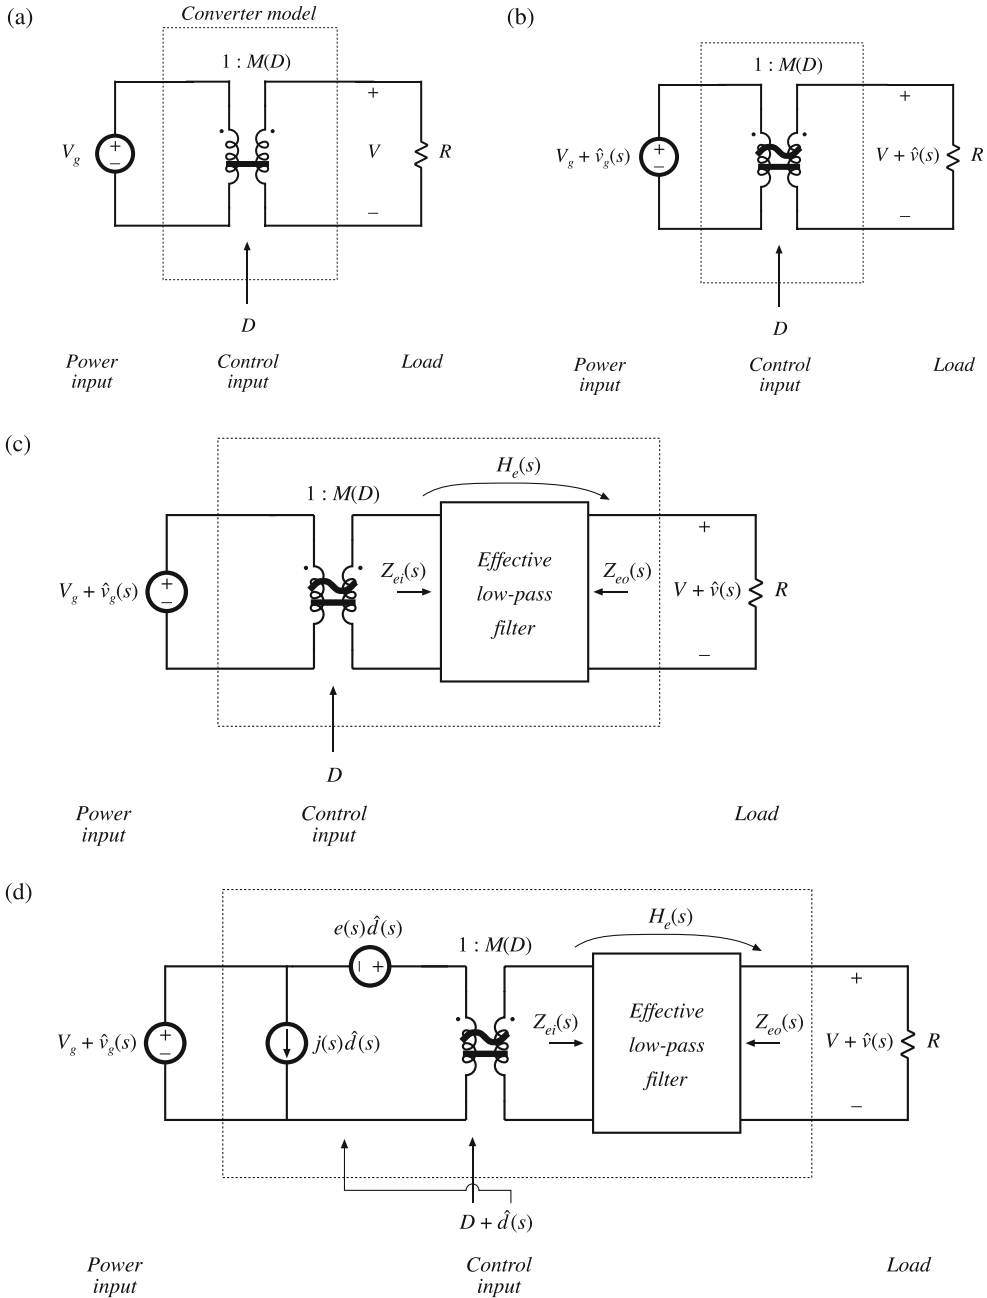 (a)
Converter model
1 : M(D)
V_g
+
−
+
V
−
R
D
Power
input
Control
input
Load
(b)
1 : M(D)
V_g + v̂_g(s)
+
−
+
V + v̂(s)
−
R
D
Power
input
Control
input
Load
(c)
H_e(s)
1 : M(D)
Z_ei(s)
Effective
low-pass
filter
Z_eo(s)
V_g + v̂_g(s)
+
−
+
V + v̂(s)
−
R
D
Power
input
Control
input
Load
(d)
e(s)d̂(s)
− +
1 : M(D)
H_e(s)
V_g + v̂_g(s)
+
−
j(s)d̂(s)
Z_ei(s)
Effective
low-pass
filter
Z_eo(s)
+
V + v̂(s)
−
R
D + d̂(s)
Power
input
Control
input
Load